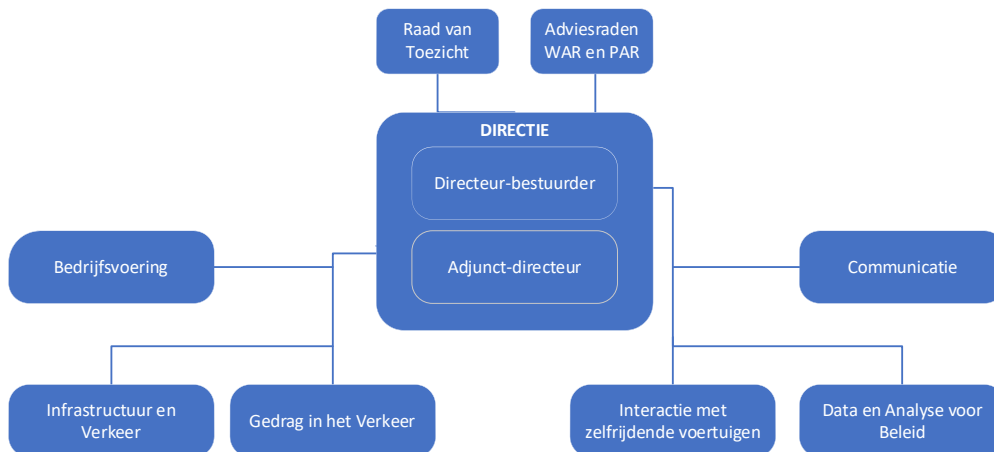 Raad van
Toezicht
Adviesraden
WAR en PAR
DIRECTIE
Directeur-bestuurder
Adjunct-directeur
Bedrijfsvoering
Communicatie
Infrastructuur en
Verkeer
Gedrag in het Verkeer
Interactie met
zelfrijdende voertuigen
Data en Analyse voor
Beleid